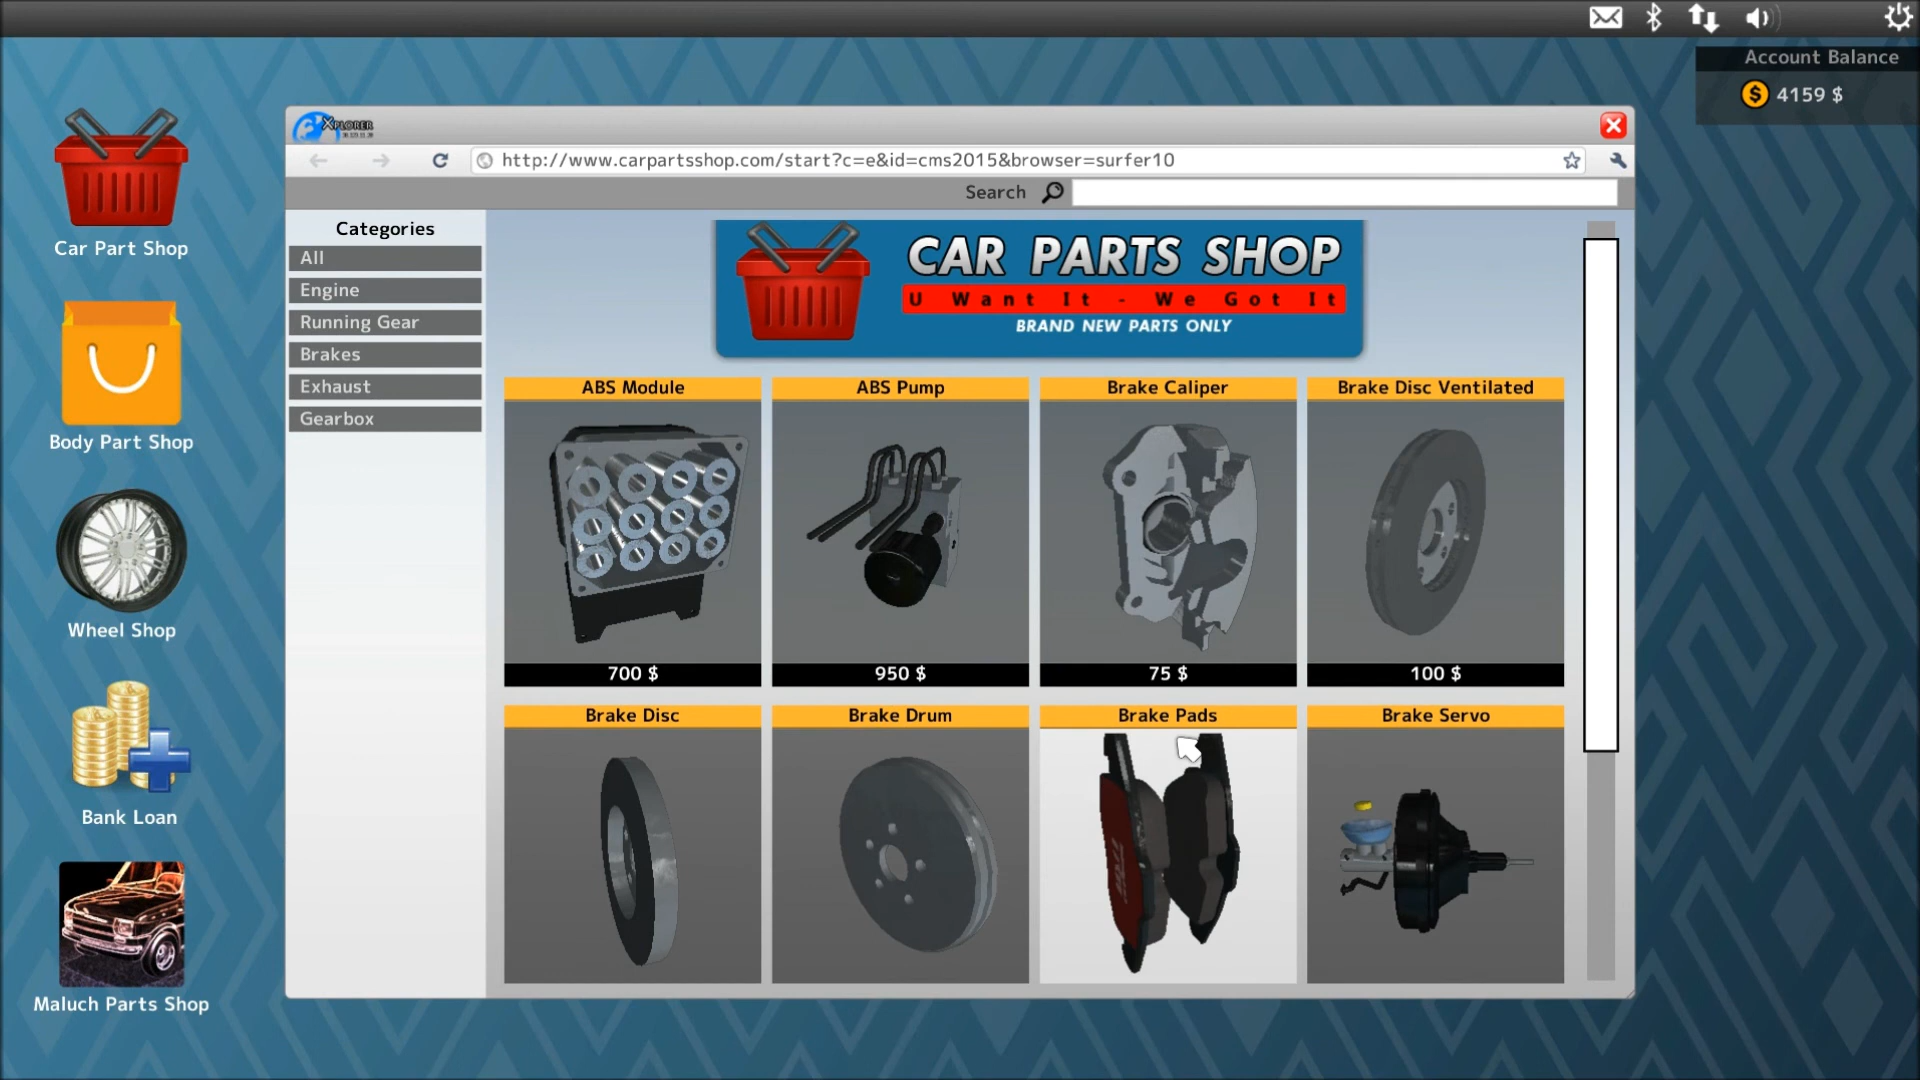 Account Balance
4159 $
Car Part Shop
Body Part Shop
Wheel Shop
Bank Loan
Maluch Parts Shop
XPLORER
http://www.carpartsshop.com/start?c=e&id=cms2015&browser=surfer10
Search
Categories
All
Engine
Running Gear
Brakes
Exhaust
Gearbox
CAR PARTS SHOP
U Want It - We Got It
BRAND NEW PARTS ONLY
ABS Module
ABS Pump
Brake Caliper
Brake Disc Ventilated
700 $
950 $
75 $
100 $
Brake Disc
Brake Drum
Brake Pads
Brake Servo